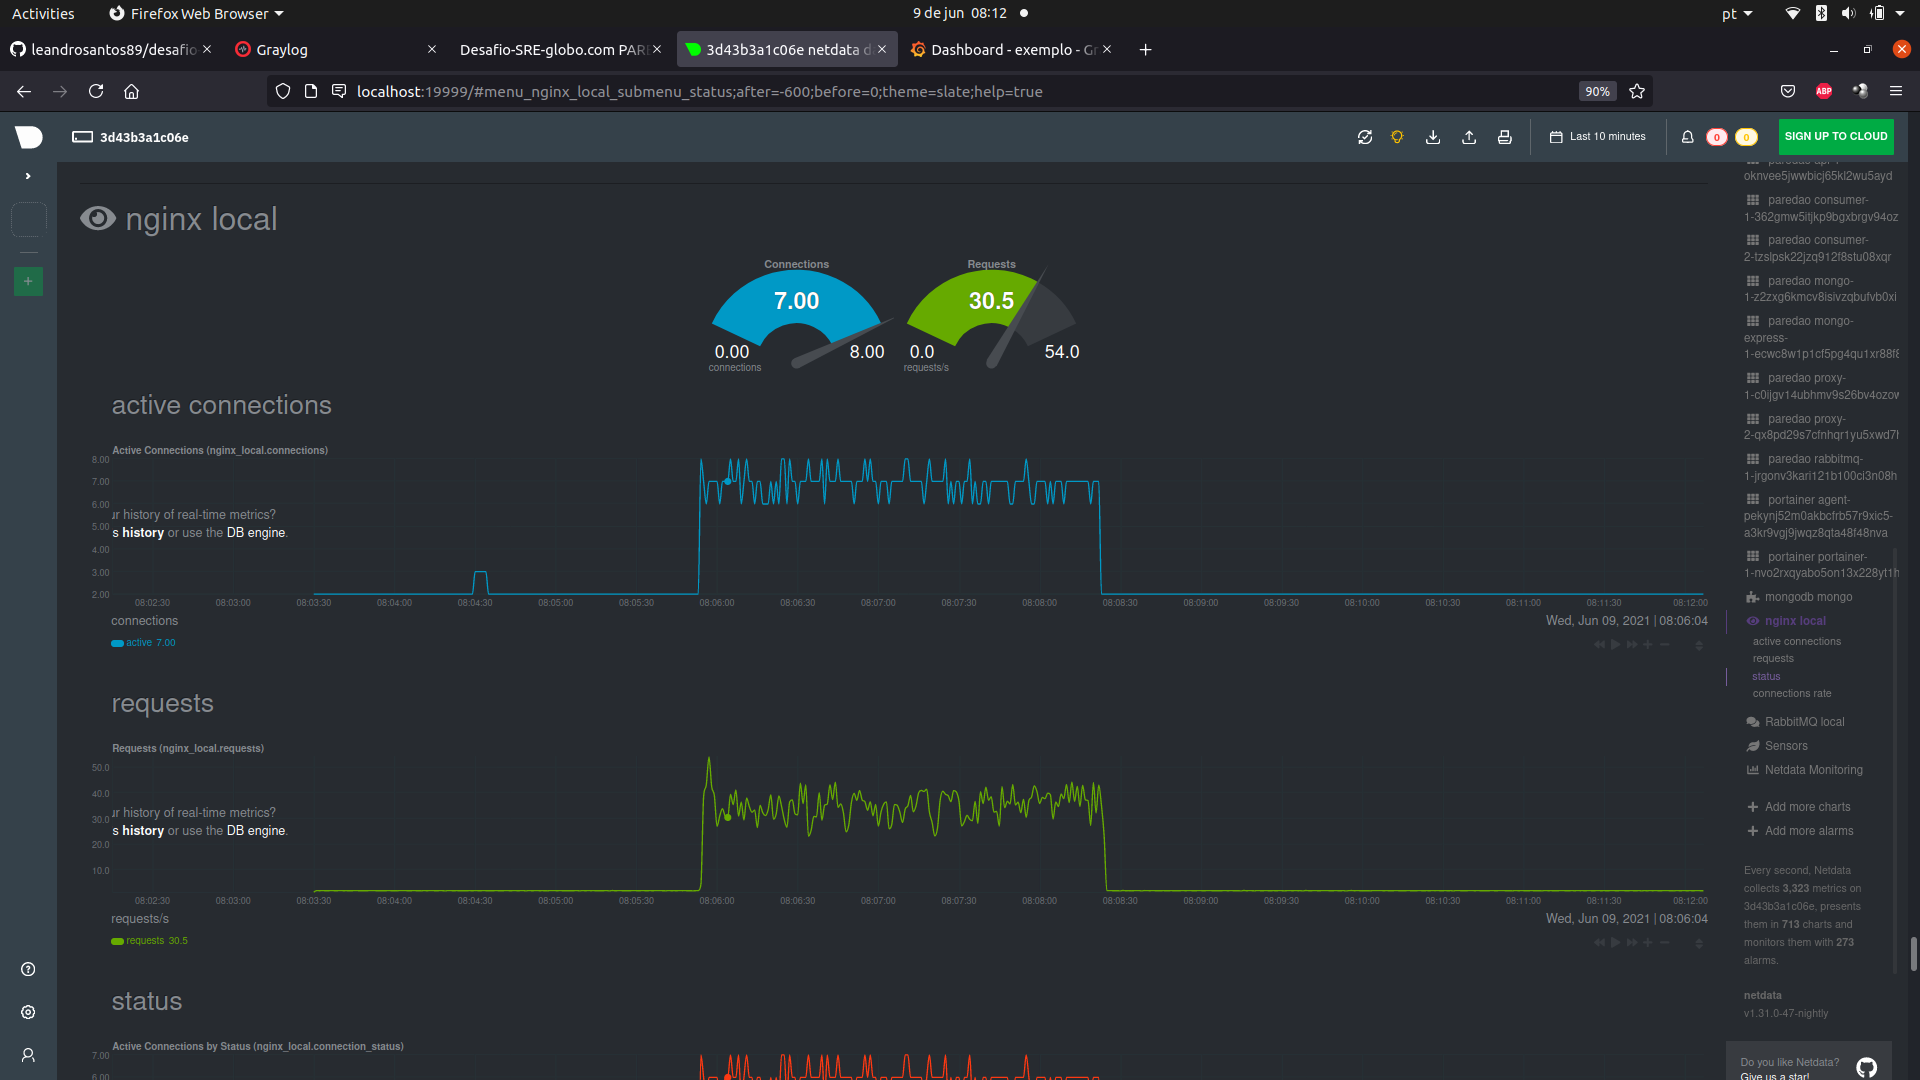 Activities
Firefox Web Browser
9 de jun 08:12
pt
leandrosantos89/desafio
Graylog
Desafio-SRE-globo.com PAR
3d43b3a1c06e netdata d
Dashboard - exemplo - Gr
localhost:19999/#menu_nginx_local_submenu_status;after=-600;before=0;theme=slate;help=true
90%
ABP
3d43b3a1c06e
Last 10 minutes
0
0
SIGN UP TO CLOUD
nginx local
Connections
7.00
0.00
8.00
connections
Requests
30.5
0.0
54.0
requests/s
active connections
Active Connections (nginx_local.connections)
8.00
7.00
6.00
5.00
4.00
3.00
2.00
ur history of real-time metrics?
s history or use the DB engine.
08:02:30 08:03:00 08:03:30 08:04:00 08:04:30 08:05:00 08:05:30 08:06:00 08:06:30 08:07:00 08:07:30 08:08:00 08:08:30 08:09:00 08:09:30 08:10:00 08:10:30 08:11:00 08:11:30 08:12:00
connections
Wed, Jun 09, 2021 | 08:06:04
active 7.00
requests
Requests (nginx_local.requests)
50.0
40.0
30.0
20.0
10.0
ur history of real-time metrics?
s history or use the DB engine.
08:02:30 08:03:00 08:03:30 08:04:00 08:04:30 08:05:00 08:05:30 08:06:00 08:06:30 08:07:00 08:07:30 08:08:00 08:08:30 08:09:00 08:09:30 08:10:00 08:10:30 08:11:00 08:11:30 08:12:00
requests/s
Wed, Jun 09, 2021 | 08:06:04
requests 30.5
status
Active Connections by Status (nginx_local.connection_status)
7.00
6.00
oknvee5jwwbicj65kl2wu5ayd
paredao consumer-
1-362gmw5itjkp9bgxbrgv94oz
paredao consumer-
2-tzslpsk22jzq912f8stu08xqr
paredao mongo-
1-z2zxg6kmcv8isivzqbufvb0xi
paredao mongo-
express-
1-ecwc8w1p1cf5pg4qu1xr88f8
paredao proxy-
1-c0ijgv14ubhmv9s26bv4ozow
paredao proxy-
2-qx8pd29s7cfnhqr1yu5xwd7h
paredao rabbitmq-
1-jrgonv3kari121b100ci3n08h
portainer agent-
pekynj52m0akbcfrb57r9xic5-
a3kr9vgj9jwqz8qta48f48nva
portainer portainer-
1-nvo2rxqyabo5on13x228yt1h
mongodb mongo
nginx local
active connections
requests
status
connections rate
RabbitMQ local
Sensors
Netdata Monitoring
Add more charts
Add more alarms
Every second, Netdata
collects 3,323 metrics on
3d43b3a1c06e, presents
them in 713 charts and
monitors them with 273
alarms.
netdata
v1.31.0-47-nightly
Do you like Netdata?
Give us a star!